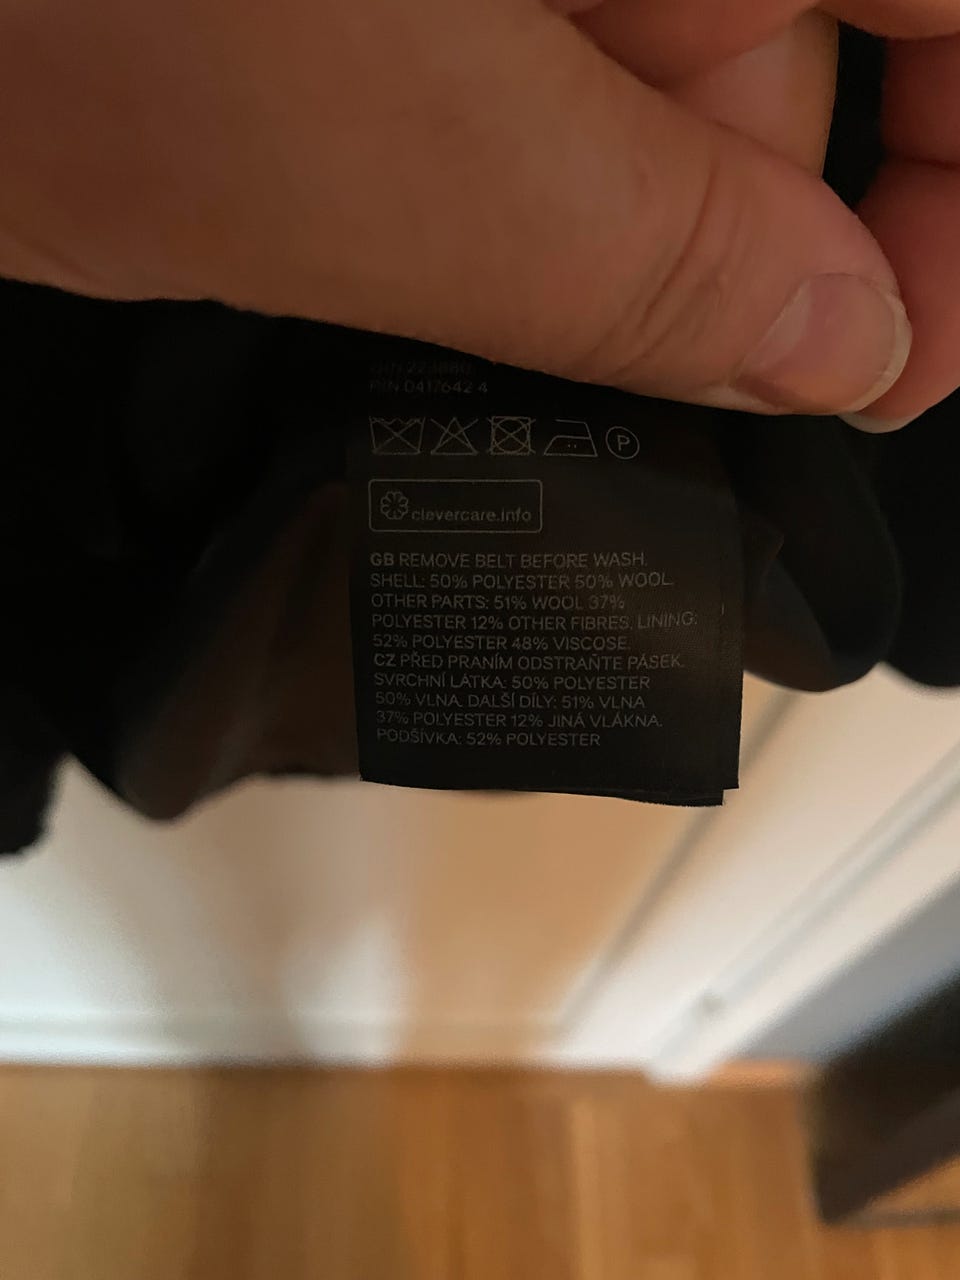 PIN 0417642 4
P
clevercare.info
GB REMOVE BELT BEFORE WASH.
SHELL: 50% POLYESTER 50% WOOL.
OTHER PARTS: 51% WOOL 37%
POLYESTER 12% OTHER FIBRES. LINING:
52% POLYESTER 48% VISCOSE.
CZ PŘED PRANÍM ODSTRAŇTE PÁSEK.
SVRCHNÍ LÁTKA: 50% POLYESTER
50% VLNA. DALŠÍ DÍLY: 51% VLNA
37% POLYESTER 12% JINÁ VLÁKNA.
PODŠÍVKA: 52% POLYESTER